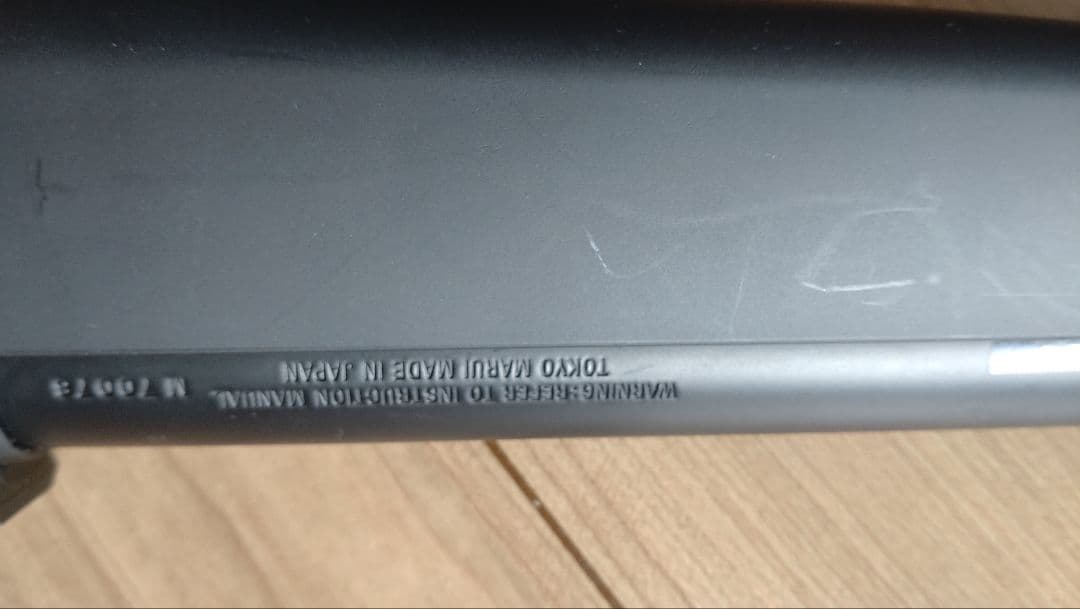 WARNING:REFER TO INSTRUCTION MANUAL.
TOKYO MARUI MADE IN JAPAN
M